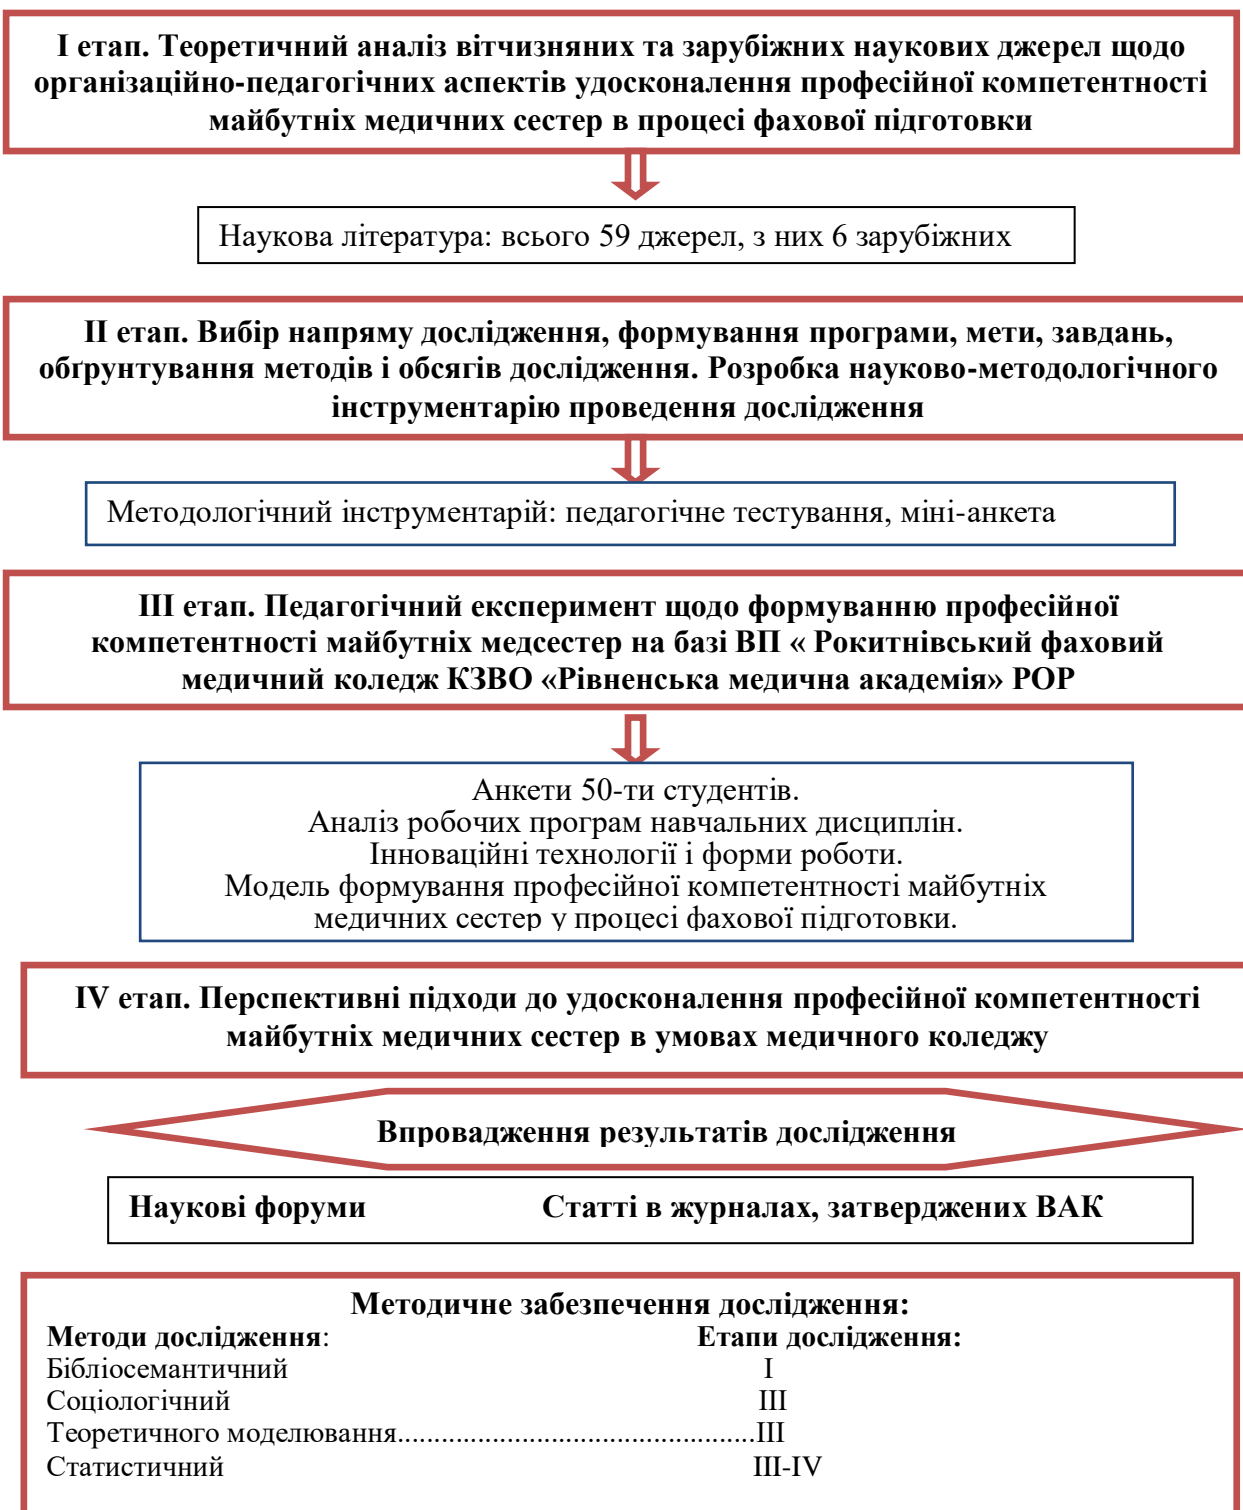 І етап. Теоретичний аналіз вітчизняних та зарубіжних наукових джерел щодо
організаційно-педагогічних аспектів удосконалення професійної компетентності
майбутніх медичних сестер в процесі фахової підготовки
Наукова література: всього 59 джерел, з них 6 зарубіжних
ІІ етап. Вибір напряму дослідження, формування програми, мети, завдань,
обґрунтування методів і обсягів дослідження. Розробка науково-методологічного
інструментарію проведення дослідження
Методологічний інструментарій: педагогічне тестування, міні-анкета
ІІІ етап. Педагогічний експеримент щодо формуванню професійної
компетентності майбутніх медсестер на базі ВП « Рокитнівський фаховий
медичний коледж КЗВО «Рівненська медична академія» РОР
Анкети 50-ти студентів.
Аналіз робочих програм навчальних дисциплін.
Інноваційні технології і форми роботи.
Модель формування професійної компетентності майбутніх
медичних сестер у процесі фахової підготовки.
IV етап. Перспективні підходи до удосконалення професійної компетентності
майбутніх медичних сестер в умовах медичного коледжу
Впровадження результатів дослідження
Наукові форуми Статті в журналах, затверджених ВАК
Методичне забезпечення дослідження:
Методи дослідження: Етапи дослідження:
Бібліосемантичний І
Соціологічний ІІІ
Теоретичного моделювання.................................................ІІІ
Статистичний ІІІ-IV